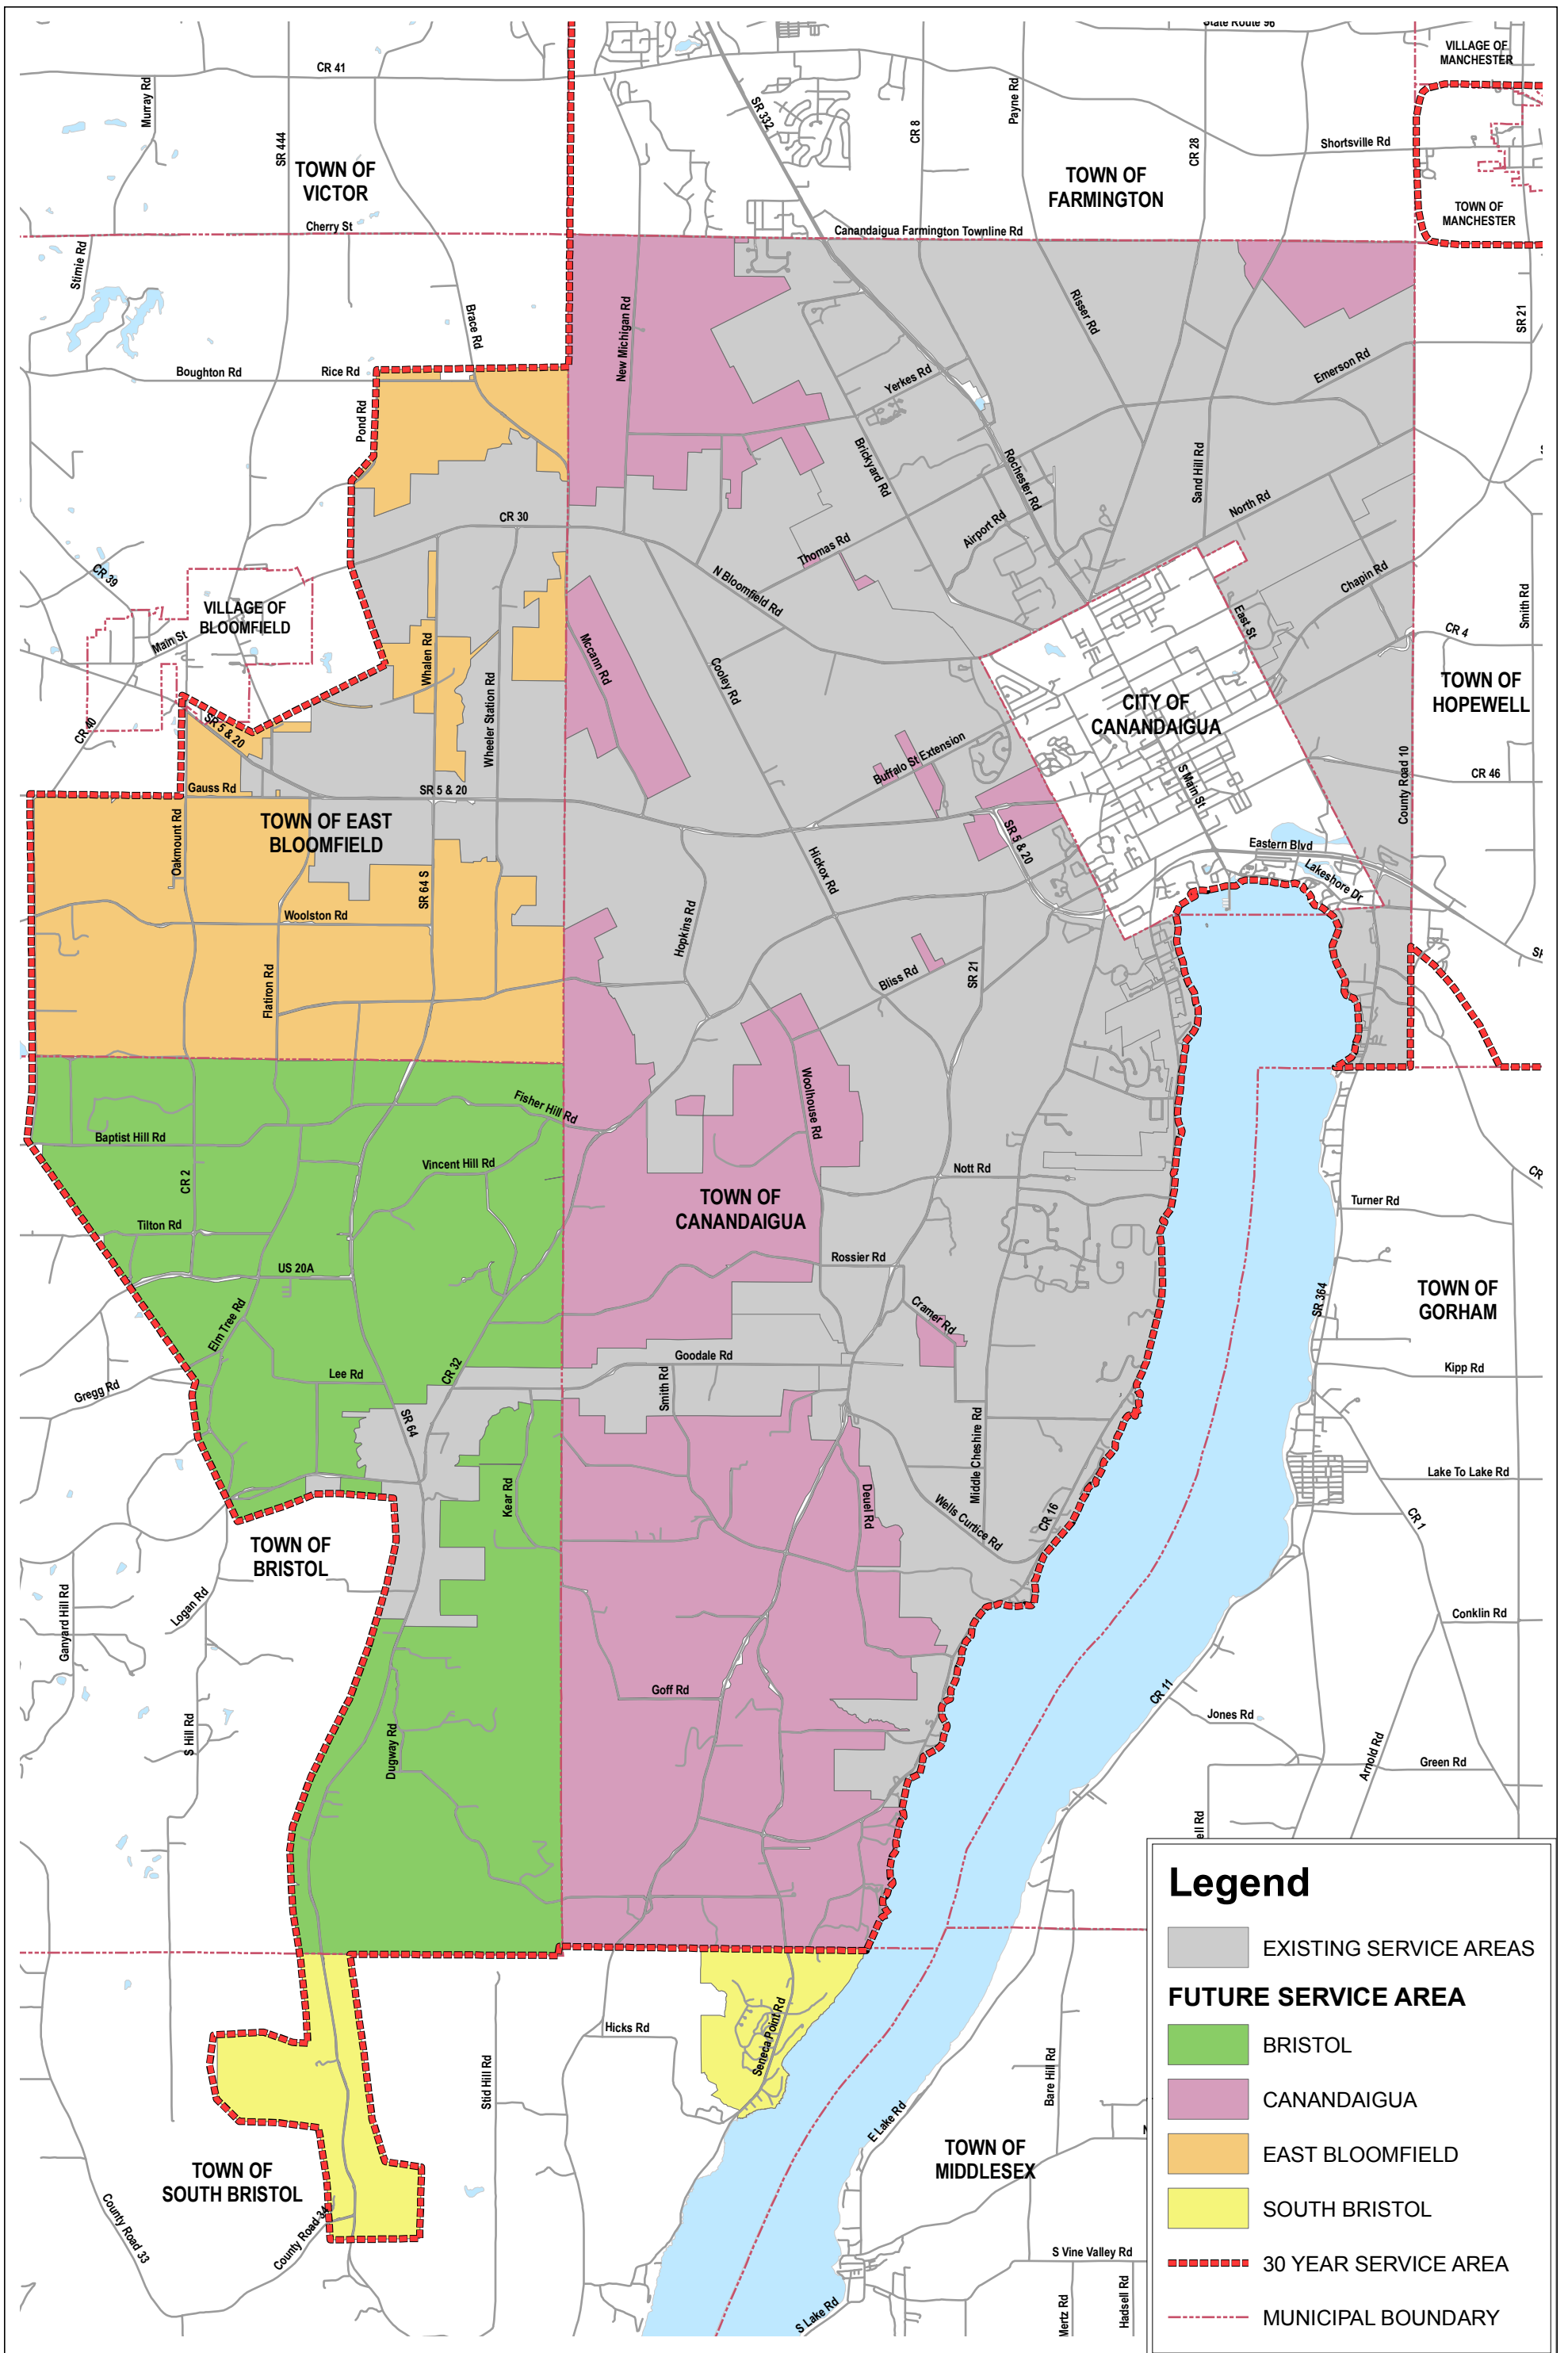 State Route 96
VILLAGE OF
MANCHESTER
CR 41
Murray Rd
SR 444
SR 332
CR 8
Payne Rd
CR 28
Shortsville Rd
TOWN OF
VICTOR
TOWN OF
FARMINGTON
TOWN OF
MANCHESTER
Cherry St
Canandaigua Farmington Townline Rd
Stimie Rd
Brace Rd
New Michigan Rd
Risser Rd
SR 21
Boughton Rd
Rice Rd
Yerkes Rd
Emerson Rd
Pond Rd
Brickyard Rd
Rochester Rd
Sand Hill Rd
North Rd
CR 30
Airport Rd
Thomas Rd
N Bloomfield Rd
Chapin Rd
CR 39
VILLAGE OF
BLOOMFIELD
Main St
Whalen Rd
Wheeler Station Rd
Mccann Rd
Cooley Rd
East St
CR 4
Smith Rd
TOWN OF
HOPEWELL
CITY OF
CANANDAIGUA
CR 40
SR 5 & 20
Buffalo St Extension
S Main St
County Road 10
CR 46
Gauss Rd
SR 5 & 20
TOWN OF EAST
BLOOMFIELD
Oakmount Rd
SR 64 S
SR 5 & 20
Hickox Rd
Eastern Blvd
Lakeshore Dr
Woolston Rd
Hopkins Rd
Flatiron Rd
Bliss Rd
SR 21
Fisher Hill Rd
Woolhouse Rd
Baptist Hill Rd
CR 2
Vincent Hill Rd
Nott Rd
CR
TOWN OF
CANANDAIGUA
Turner Rd
Tilton Rd
Rossier Rd
US 20A
TOWN OF
GORHAM
SR 364
Elm Tree Rd
Cramer Rd
Goodale Rd
Gregg Rd
Lee Rd
CR 32
Smith Rd
Kipp Rd
SR 64
Middle Cheshire Rd
Lake To Lake Rd
Kear Rd
Deuel Rd
Wells Curtice Rd
CR 16
CR 1
TOWN OF
BRISTOL
Ganyard Hill Rd
Logan Rd
Conklin Rd
Goff Rd
CR 11
Jones Rd
S Hill Rd
Dugway Rd
Arnold Rd
Green Rd
ell Rd
Legend
EXISTING SERVICE AREAS
FUTURE SERVICE AREA
BRISTOL
CANANDAIGUA
EAST BLOOMFIELD
SOUTH BRISTOL
30 YEAR SERVICE AREA
MUNICIPAL BOUNDARY
Hicks Rd
Seneca Point Rd
Stid Hill Rd
Bare Hill Rd
E Lake Rd
TOWN OF
MIDDLESEX
TOWN OF
SOUTH BRISTOL
County Road 33
County Road 34
S Vine Valley Rd
Mertz Rd
Hadsell Rd
S Lake Rd